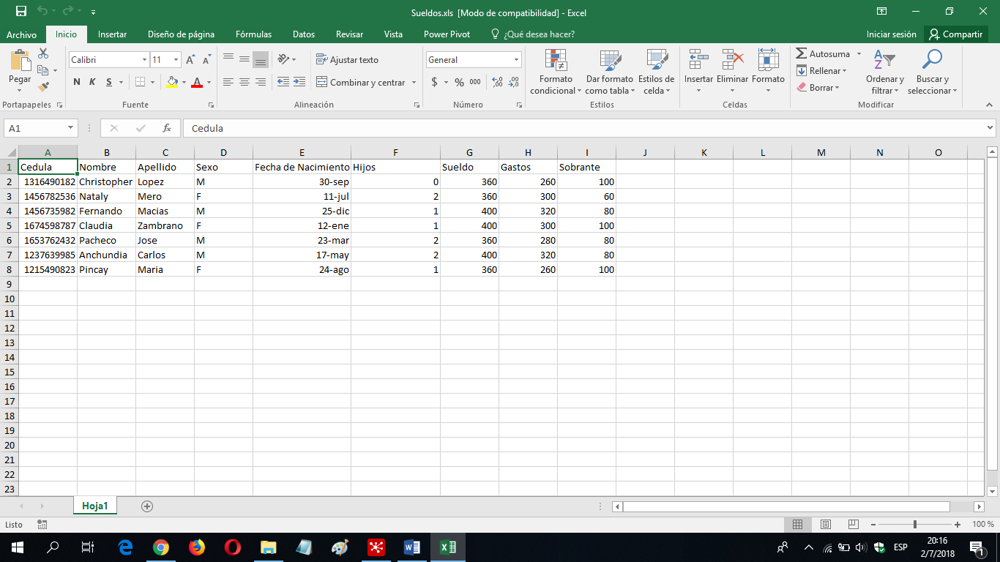 Sueldos.xls [Modo de compatibilidad] - Excel
Archivo Inicio Insertar Diseño de página Fórmulas Datos Revisar Vista Power Pivot ¿Qué desea hacer? Iniciar sesión Compartir
Pegar Calibri 11 A A Ajustar texto General Formato condicional Dar formato como tabla Estilos de celda Insertar Eliminar Formato Autosuma Rellenar Borrar Ordenar y filtrar Buscar y seleccionar
N K S A Combinar y centrar $ % 000
Portapapeles Fuente Alineación Número Estilos Celdas Modificar
A1 fx Cedula
A B C D E F G H I J K L M N O
1 Cedula Nombre Apellido Sexo Fecha de Nacimiento Hijos Sueldo Gastos Sobrante
2 1316490182 Christopher Lopez M 30-sep 0 360 260 100
3 1456782536 Nataly Mero F 11-jul 2 360 300 60
4 1456735982 Fernando Macias M 25-dic 1 400 320 80
5 1674598787 Claudia Zambrano F 12-ene 1 400 300 100
6 1653762432 Pacheco Jose M 23-mar 2 360 280 80
7 1237639985 Anchundia Carlos M 17-may 2 400 320 80
8 1215490823 Pincay Maria F 24-ago 1 360 260 100
9
10
11
12
13
14
15
16
17
18
19
20
21
22
23
Hoja1
Listo 100 %
ESP 20:16
2/7/2018 1